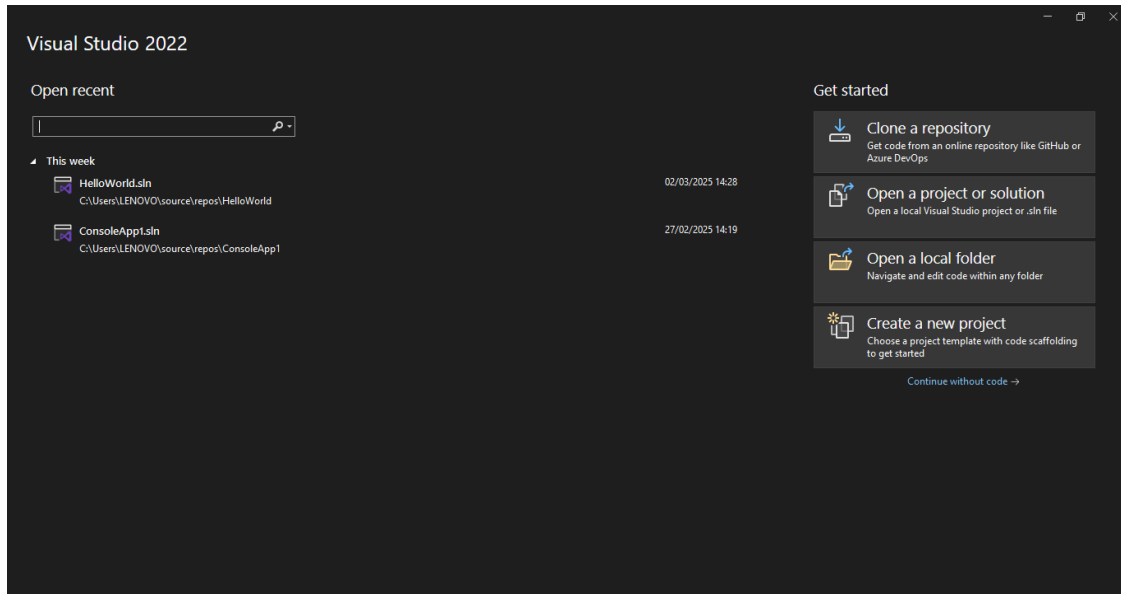 Visual Studio 2022
Open recent
This week
HelloWorld.sln
02/03/2025 14:28
C:\Users\LENOVO\source\repos\HelloWorld
ConsoleApp1.sln
27/02/2025 14:19
C:\Users\LENOVO\source\repos\ConsoleApp1
Get started
Clone a repository
Get code from an online repository like GitHub or
Azure DevOps
Open a project or solution
Open a local Visual Studio project or .sln file
Open a local folder
Navigate and edit code within any folder
Create a new project
Choose a project template with code scaffolding
to get started
Continue without code →